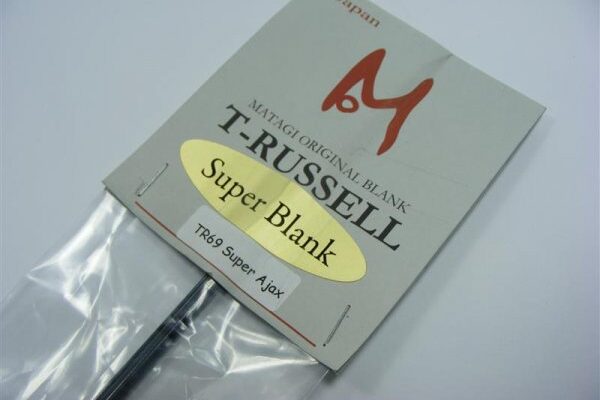 Japan
M
MATAGI ORIGINAL BLANK
T-RUSSELL
Super Blank
TR69 Super Ajax